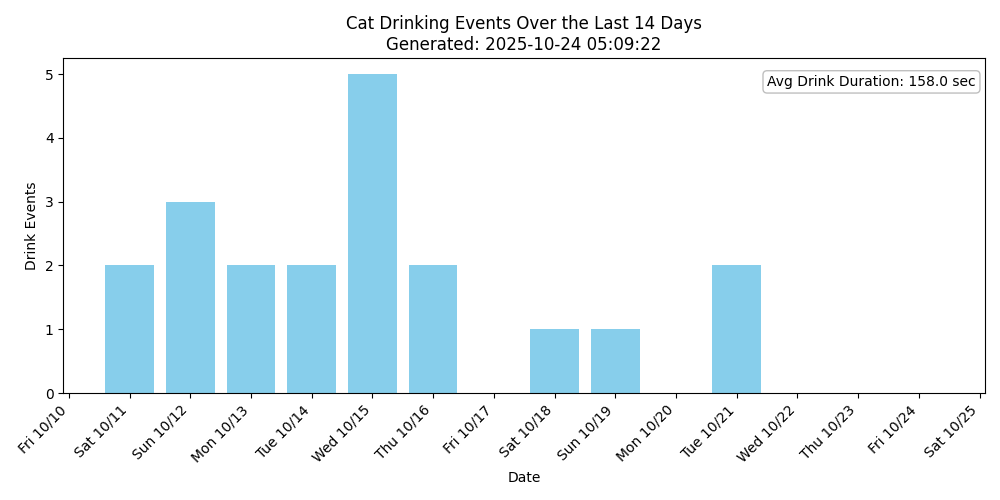 Cat Drinking Events Over the Last 14 Days
Generated: 2025-10-24 05:09:22
Avg Drink Duration: 158.0 sec
Drink Events
5
4
3
2
1
0
Fri 10/10
Sat 10/11
Sun 10/12
Mon 10/13
Tue 10/14
Wed 10/15
Thu 10/16
Fri 10/17
Sat 10/18
Sun 10/19
Mon 10/20
Tue 10/21
Wed 10/22
Thu 10/23
Fri 10/24
Sat 10/25
Date